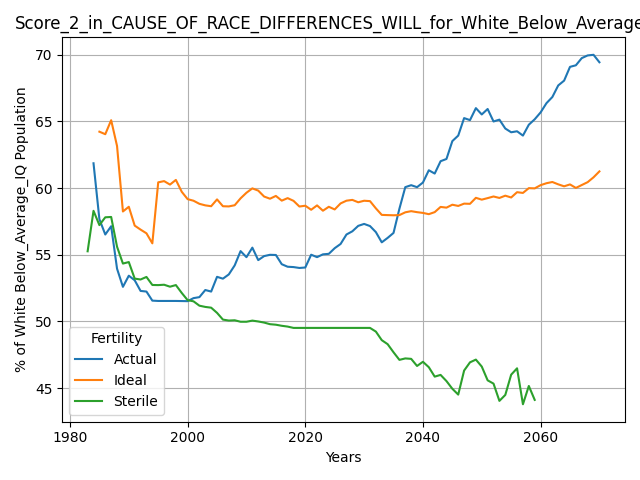 Score_2_in_CAUSE_OF_RACE_DIFFERENCES_WILL_for_White_Below_Average
% of White Below_Average_IQ Population
70
65
60
55
50
45
Fertility
Actual
Ideal
Sterile
1980
2000
2020
2040
2060
Years